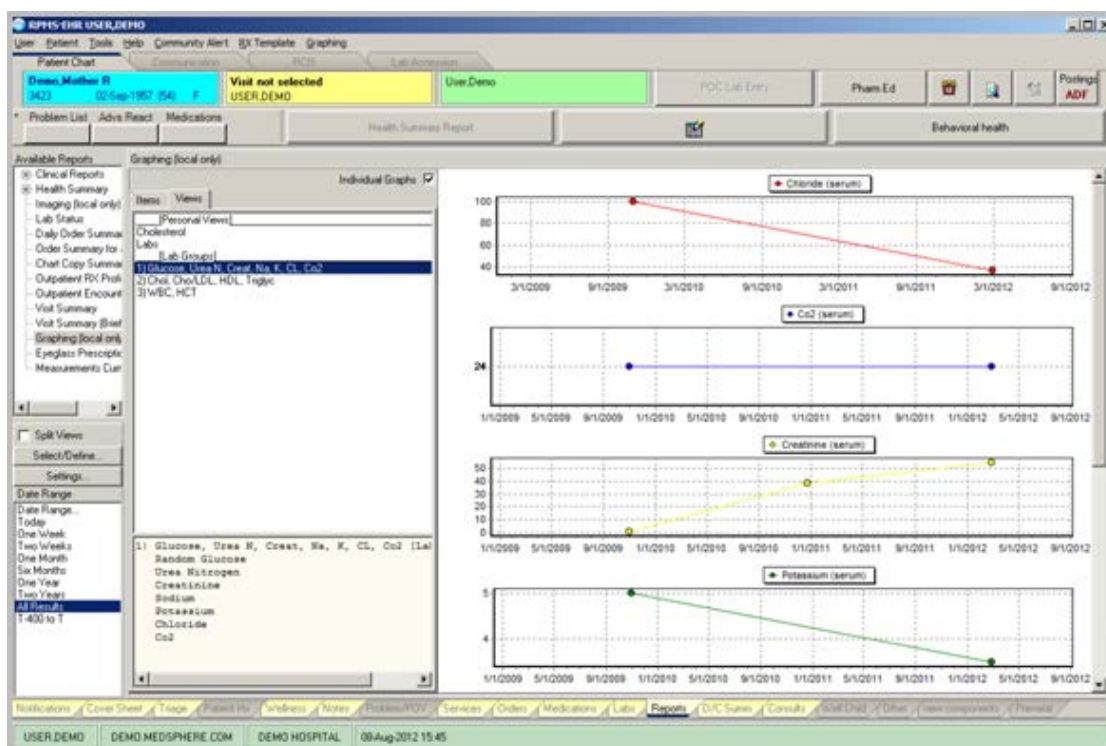 RPMS-EHR USER,DEMO
User Patient Tools Help Community Alert RX Template Graphing
Patient Chart Communication RCIS Lab Accession
Demo,Mother R
3423 02-Sep-1957 (54) F
Visit not selected
USER,DEMO
User,Demo
POC Lab Entry
Pharm Ed
Postings
ADF
Problem List Advs React Medications
Health Summary Report
Behavioral health
Available Reports
Clinical Reports
Health Summary
Imaging (local only)
Lab Status
Daily Order Summa
Order Summary for
Chart Copy Summa
Outpatient RX Profi
Outpatient Encount
Visit Summary
Visit Summary (Brief
Graphing (local only
Eyeglass Prescriptic
Measurements Cum
Split Views
Select/Define...
Settings...
Date Range
Date Range...
Today
One Week
Two Weeks
One Month
Six Months
One Year
Two Years
All Results
T-400 to T
Graphing (local only)
Individual Graphs
Items Views
[Personal Views]
Cholesterol
Labs
[Lab Groups]
1) Glucose, Urea N, Creat, Na, K, CL, Co2
2) Chol, Cho/LDL, HDL, Triglyc
3) WBC, HCT
1) Glucose, Urea N, Creat, Na, K, CL, Co2 [Lal
Random Glucose
Urea Nitrogen
Creatinine
Sodium
Potassium
Chloride
Co2
Chloride (serum)
100
80
60
40
3/1/2009 9/1/2009 3/1/2010 9/1/2010 3/1/2011 9/1/2011 3/1/2012 9/1/2012
Co2 (serum)
24
1/1/2009 5/1/2009 9/1/2009 1/1/2010 5/1/2010 9/1/2010 1/1/2011 5/1/2011 9/1/2011 1/1/2012 5/1/2012 9/1/2012
Creatinine (serum)
50
40
30
20
10
0
1/1/2009 5/1/2009 9/1/2009 1/1/2010 5/1/2010 9/1/2010 1/1/2011 5/1/2011 9/1/2011 1/1/2012 5/1/2012 9/1/2012
Potassium (serum)
5
4
1/1/2009 5/1/2009 9/1/2009 1/1/2010 5/1/2010 9/1/2010 1/1/2011 5/1/2011 9/1/2011 1/1/2012 5/1/2012 9/1/2012
Notifications Cover Sheet Triage Patient Hx Wellness Notes Problem/POV Services Orders Medications Labs Reports D/C Summ Consults Well Child Other new components Prenatal
USER,DEMO DEMO.MEDSPHERE.COM DEMO HOSPITAL 08-Aug-2012 15:45